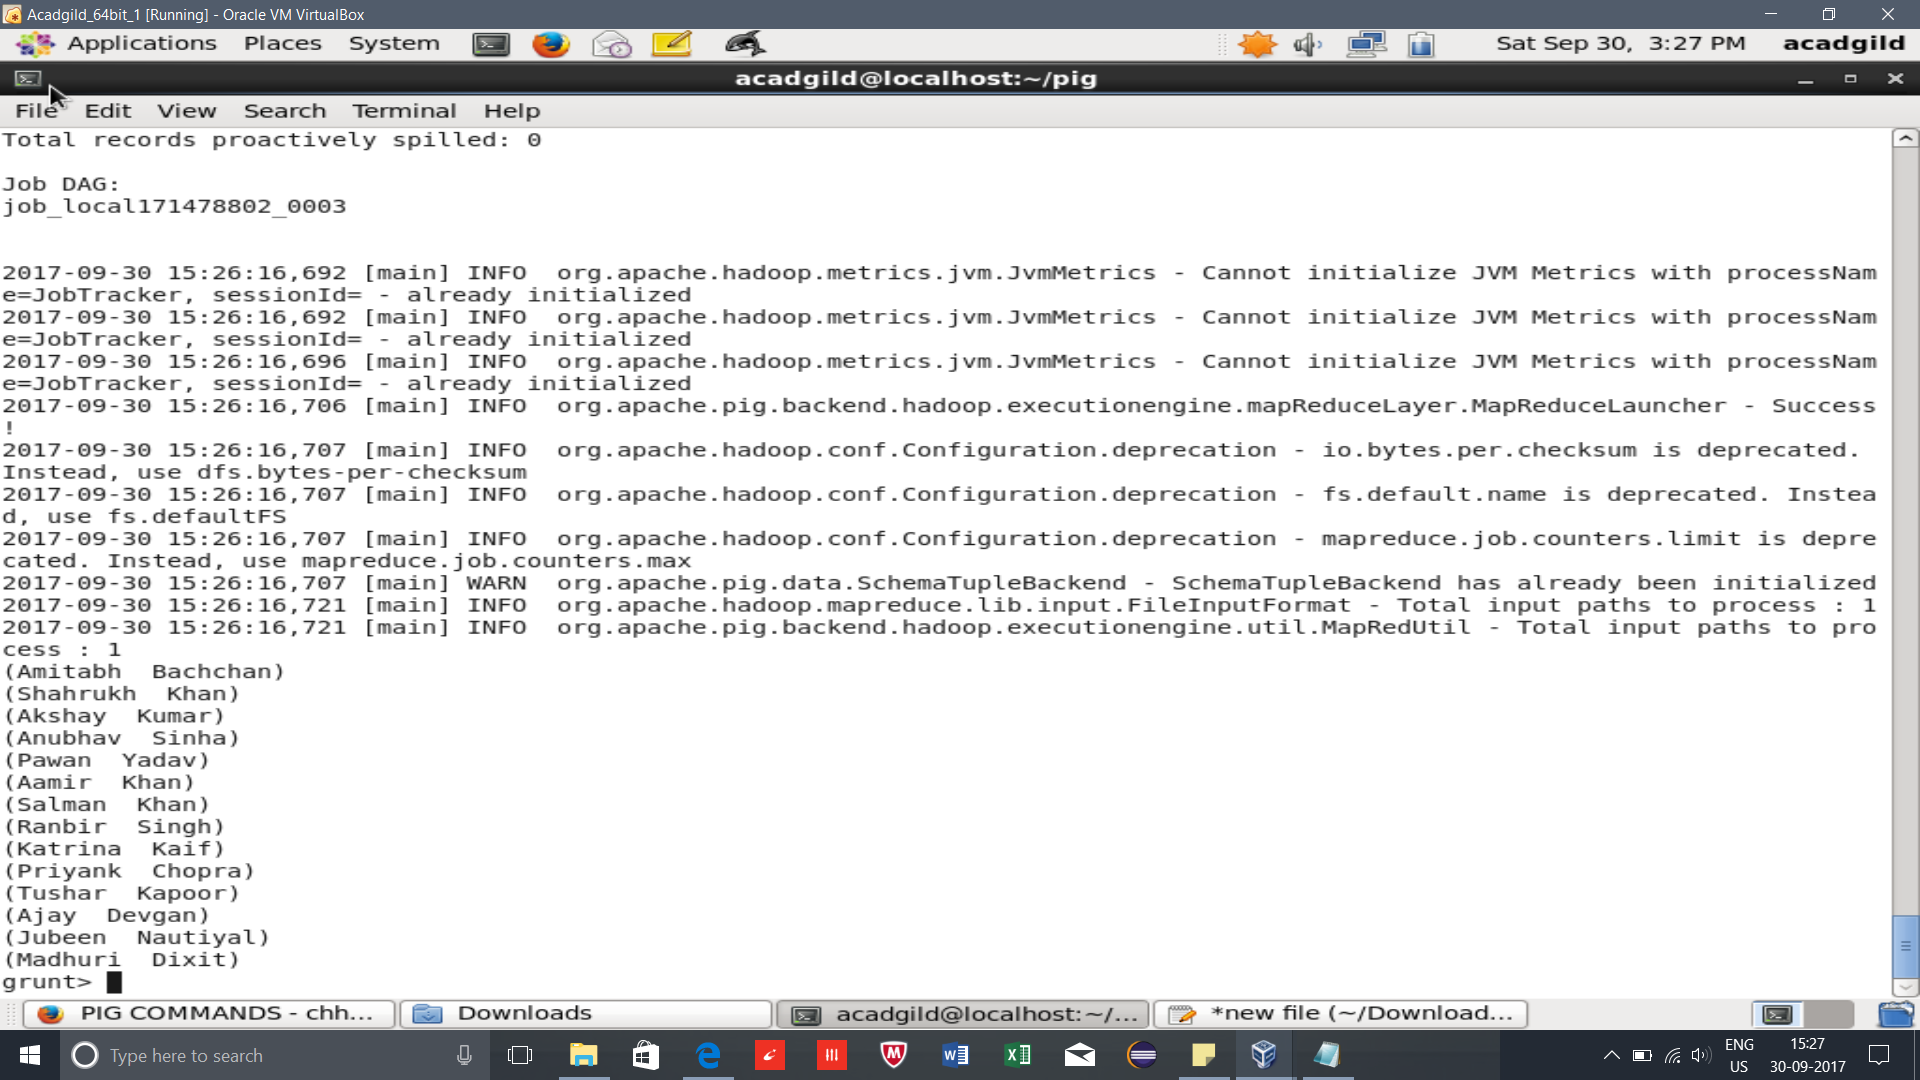 Acadgild_64bit_1 [Running] - Oracle VM VirtualBox
Applications Places System Sat Sep 30, 3:27 PM acadgild
acadgild@localhost:~/pig
File Edit View Search Terminal Help
Total records proactively spilled: 0
Job DAG:
job_local171478802_0003
2017-09-30 15:26:16,692 [main] INFO  org.apache.hadoop.metrics.jvm.JvmMetrics - Cannot initialize JVM Metrics with processNam
e=JobTracker, sessionId= - already initialized
2017-09-30 15:26:16,692 [main] INFO  org.apache.hadoop.metrics.jvm.JvmMetrics - Cannot initialize JVM Metrics with processNam
e=JobTracker, sessionId= - already initialized
2017-09-30 15:26:16,696 [main] INFO  org.apache.hadoop.metrics.jvm.JvmMetrics - Cannot initialize JVM Metrics with processNam
e=JobTracker, sessionId= - already initialized
2017-09-30 15:26:16,706 [main] INFO  org.apache.pig.backend.hadoop.executionengine.mapReduceLayer.MapReduceLauncher - Success
!
2017-09-30 15:26:16,707 [main] INFO  org.apache.hadoop.conf.Configuration.deprecation - io.bytes.per.checksum is deprecated.
Instead, use dfs.bytes-per-checksum
2017-09-30 15:26:16,707 [main] INFO  org.apache.hadoop.conf.Configuration.deprecation - fs.default.name is deprecated. Instea
d, use fs.defaultFS
2017-09-30 15:26:16,707 [main] INFO  org.apache.hadoop.conf.Configuration.deprecation - mapreduce.job.counters.limit is depre
cated. Instead, use mapreduce.job.counters.max
2017-09-30 15:26:16,707 [main] WARN  org.apache.pig.data.SchemaTupleBackend - SchemaTupleBackend has already been initialized
2017-09-30 15:26:16,721 [main] INFO  org.apache.hadoop.mapreduce.lib.input.FileInputFormat - Total input paths to process : 1
2017-09-30 15:26:16,721 [main] INFO  org.apache.pig.backend.hadoop.executionengine.util.MapRedUtil - Total input paths to pro
cess : 1
(Amitabh  Bachchan)
(Shahrukh  Khan)
(Akshay  Kumar)
(Anubhav  Sinha)
(Pawan  Yadav)
(Aamir  Khan)
(Salman  Khan)
(Ranbir  Singh)
(Katrina  Kaif)
(Priyank  Chopra)
(Tushar  Kapoor)
(Ajay  Devgan)
(Jubeen  Nautiyal)
(Madhuri  Dixit)
grunt>
PIG COMMANDS - chh... Downloads acadgild@localhost:~/... *new file (~/Download...
Type here to search ENG 15:27
US 30-09-2017